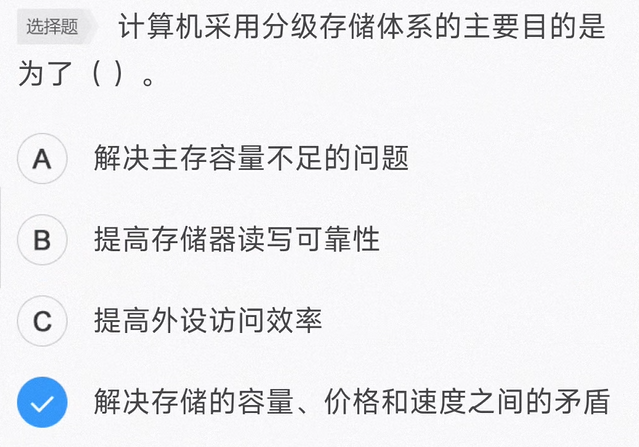 选择题 计算机采用分级存储体系的主要目的是
为了（ ）。
A 解决主存容量不足的问题
B 提高存储器读写可靠性
C 提高外设访问效率
解决存储的容量、价格和速度之间的矛盾